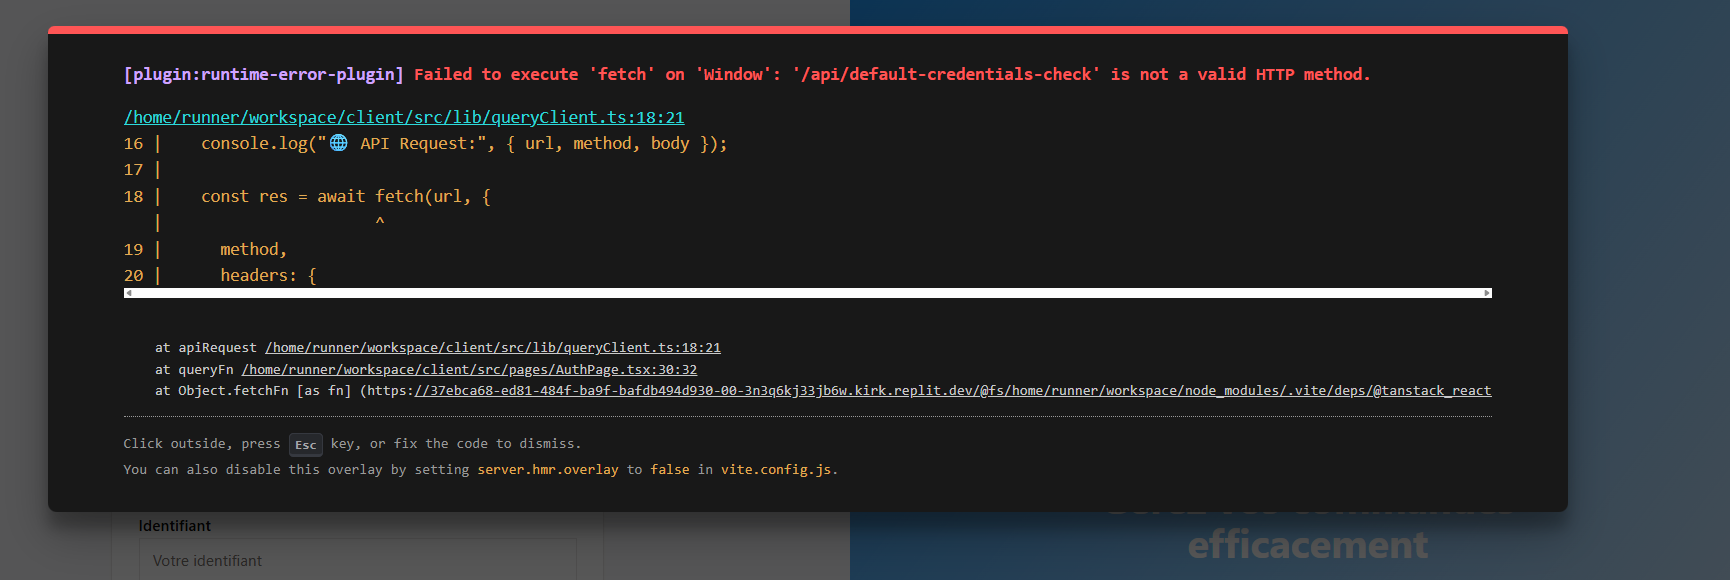 [plugin:runtime-error-plugin] Failed to execute 'fetch' on 'Window': '/api/default-credentials-check' is not a valid HTTP method.
/home/runner/workspace/client/src/lib/queryClient.ts:18:21
16 |    console.log("🌐 API Request:", { url, method, body });
17 |
18 |    const res = await fetch(url, {
   |                      ^
19 |      method,
20 |      headers: {
at apiRequest /home/runner/workspace/client/src/lib/queryClient.ts:18:21
at queryFn /home/runner/workspace/client/src/pages/AuthPage.tsx:30:32
at Object.fetchFn [as fn] (https://37ebca68-ed81-484f-ba9f-bafdb494d930-00-3n3q6kj33jb6w.kirk.replit.dev/@fs/home/runner/workspace/node_modules/.vite/deps/@tanstack_react
Click outside, press Esc key, or fix the code to dismiss.
You can also disable this overlay by setting server.hmr.overlay to false in vite.config.js.
Identifiant
Votre identifiant
efficacement